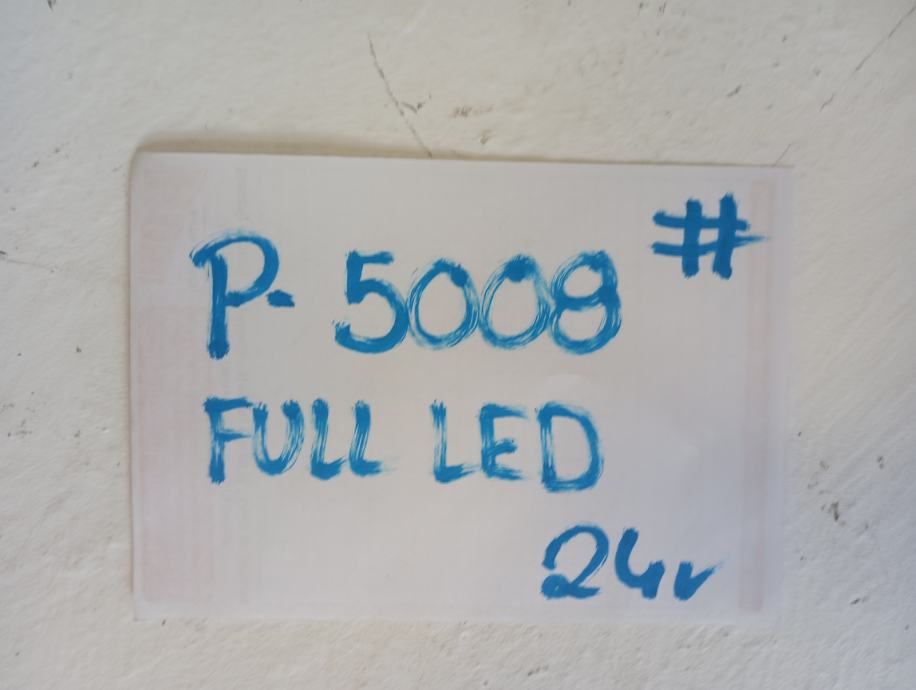 P- 5008 #
FULL LED
24v